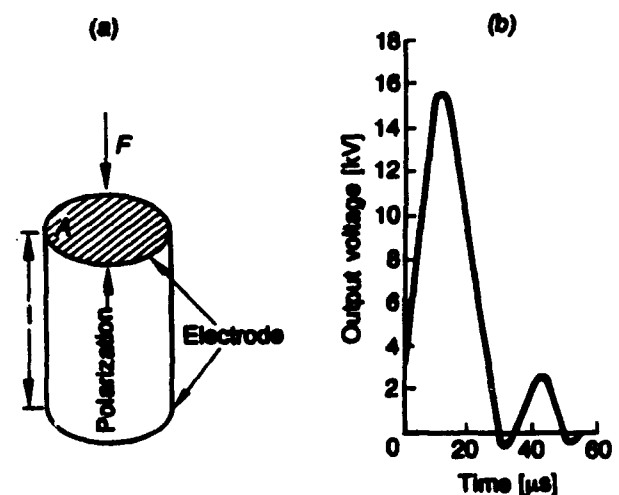 (a)
F
A
l
Polarization
Electrode
(b)
Output voltage [kV]
18
16
14
12
10
8
6
4
2
0
20
40
60
Time [μs]